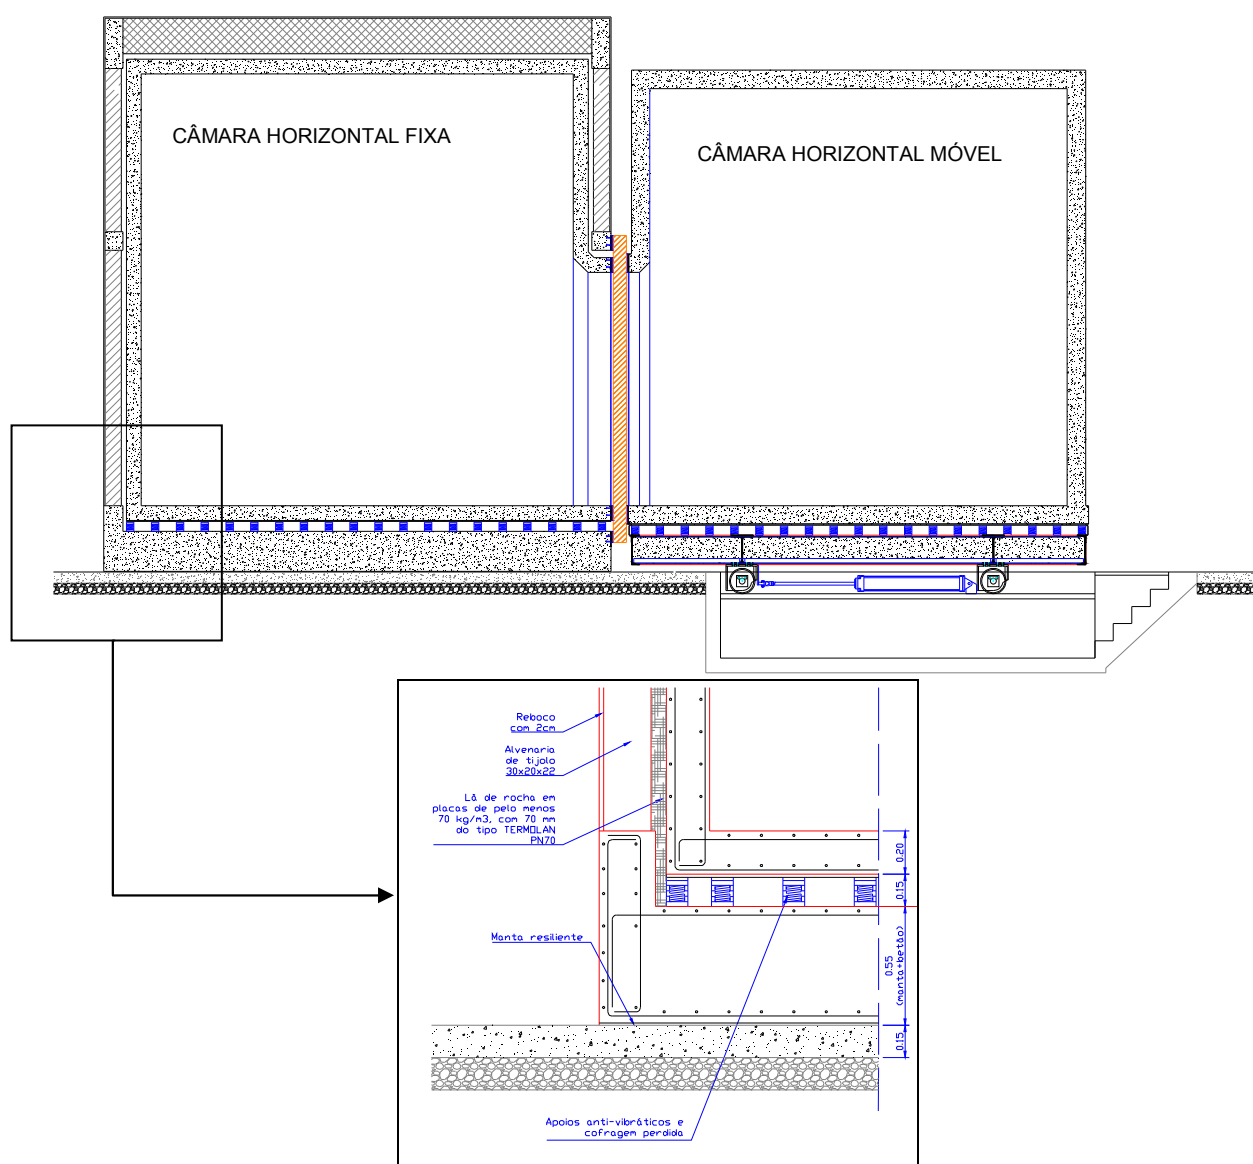 CÂMARA HORIZONTAL FIXA
CÂMARA HORIZONTAL MÓVEL
Reboco
com 2cm
Alvenaria
de tijolo
30x20x22
Lã de rocha em
placas de pelo menos
70 kg/m3, com 70 mm
do tipo TERMOLAN
PN70
Manta resiliente
Apoios anti-vibráticos e
cofragem perdida
0.20
0.15
0.55
(manta+betão)
0.15